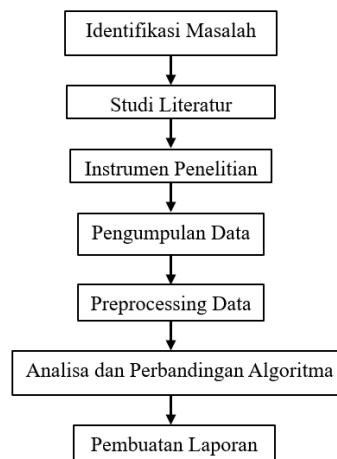 Identifikasi Masalah
Studi Literatur
Instrumen Penelitian
Pengumpulan Data
Preprocessing Data
Analisa dan Perbandingan Algoritma
Pembuatan Laporan